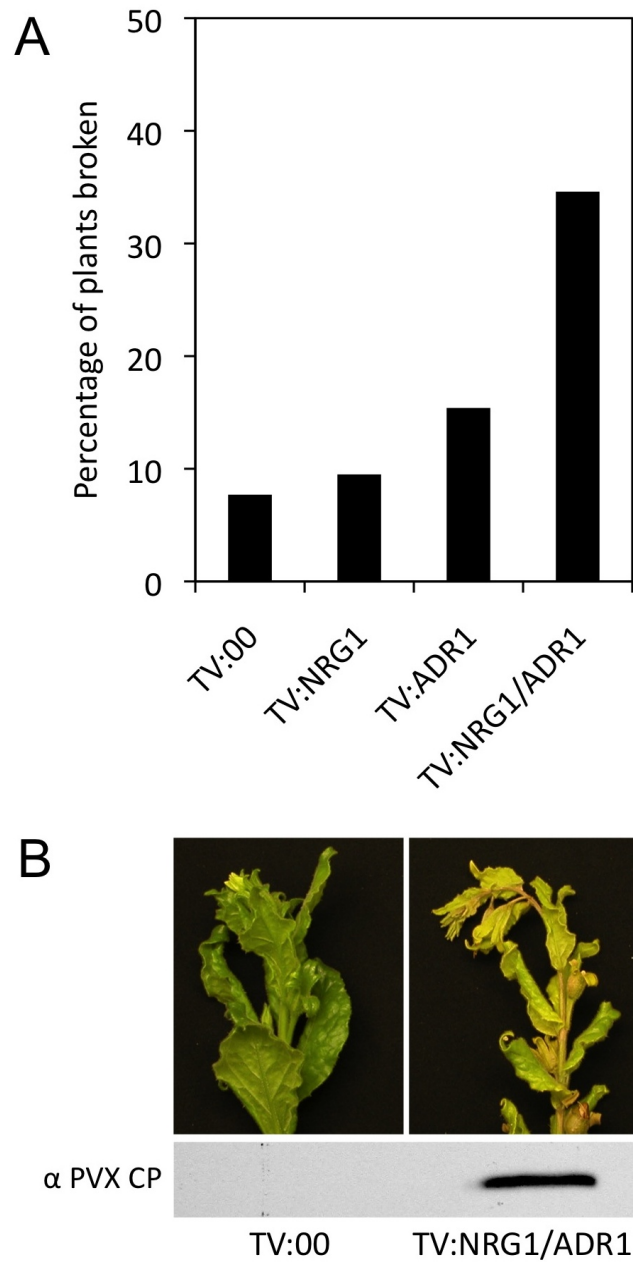 A
Percentage of plants broken
50
40
30
20
10
0
TV:00
TV:NRG1
TV:ADR1
TV:NRG1/ADR1
B
α PVX CP
TV:00
TV:NRG1/ADR1